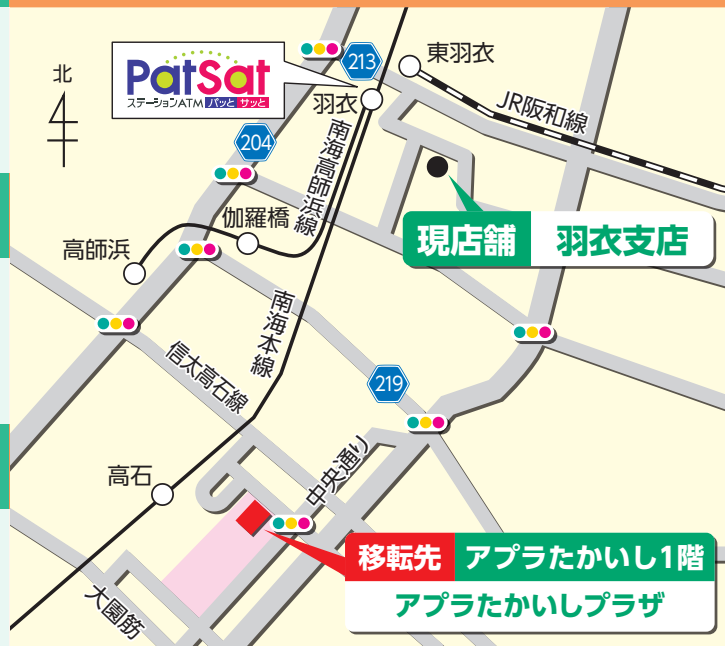 北
PatSat
ステーションATM パッと サッと
213
東羽衣
羽衣
JR阪和線
204
南海高師浜線
伽羅橋
高師浜
現店舗 羽衣支店
南海本線
信太高石線
219
高石
中央通り
移転先 アプラたかいし1階
アプラたかいしプラザ
大園筋